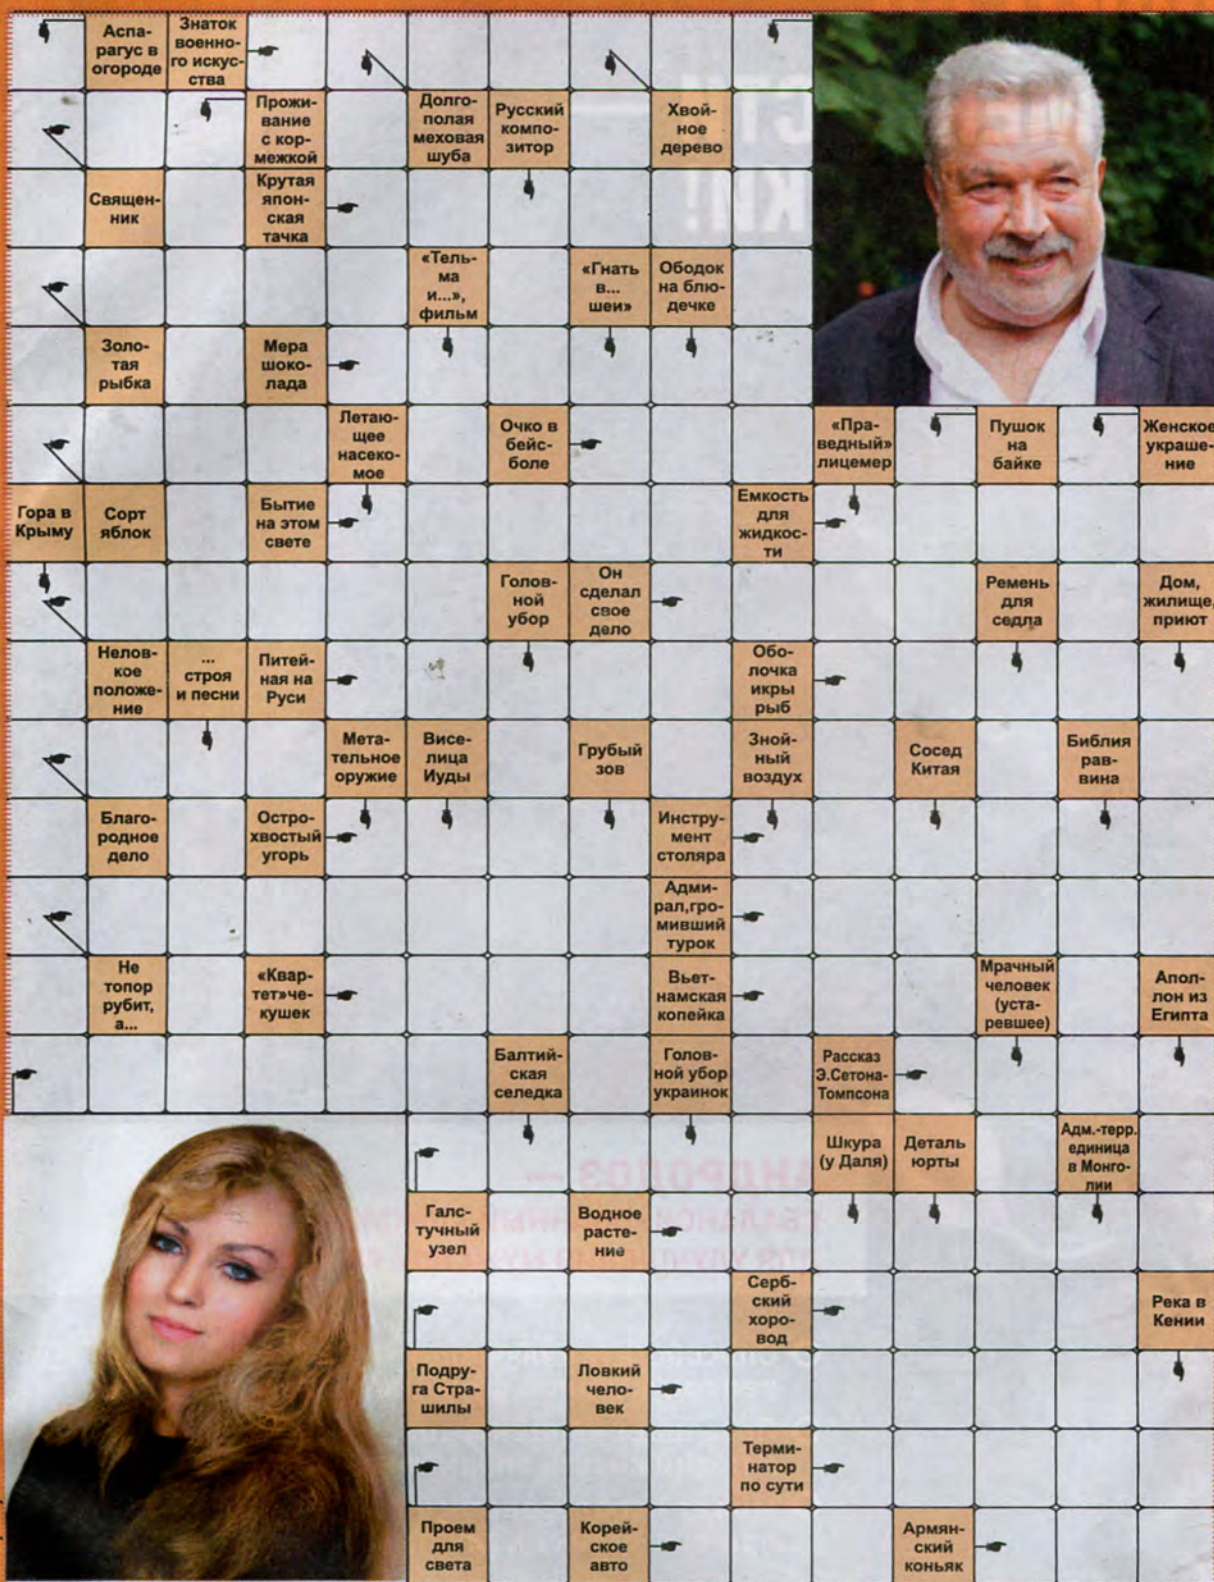 Аспа-
рагус в
огороде
Знаток
военно-
го искус-
ства
Прожи-
вание
с кор-
межкой
Долго-
полая
меховая
шуба
Русский
компо-
зитор
Хвой-
ное
дерево
Священ-
ник
Крутая
япон-
ская
тачка
«Тель-
ма
и...»,
фильм
«Гнать
в...
шеи»
Ободок
на блю-
дечке
Золо-
тая
рыбка
Мера
шоко-
лада
Летаю-
щее
насеко-
мое
Очко в
бейс-
боле
«Пра-
ведный»
лицемер
Пушок
на
байке
Женское
украше-
ние
Гора в
Крыму
Сорт
яблок
Бытие
на этом
свете
Емкость
для
жидкос-
ти
Голов-
ной
убор
Он
сделал
свое
дело
Ремень
для
седла
Дом,
жилище,
приют
Нелов-
кое
положе-
ние
...
строя
и песни
Питей-
ная на
Руси
Обо-
лочка
икры
рыб
Мета-
тельное
оружие
Висе-
лица
Иуды
Грубый
зов
Зной-
ный
воздух
Сосед
Китая
Библия
рав-
вина
Благо-
родное
дело
Остро-
хвостый
угорь
Инстру-
мент
столяра
Адми-
рал,гро-
мивший
турок
Не
топор
рубит,
а...
«Квар-
тет»че-
кушек
Вьет-
намская
копейка
Мрачный
человек
(уста-
ревшее)
Апол-
лон из
Египта
Балтий-
ская
селедка
Голов-
ной убор
украинок
Рассказ
Э.Сетона-
Томпсона
Шкура
(у Даля)
Деталь
юрты
Адм.-терр.
единица
в Монго-
лии
Галс-
тучный
узел
Водное
расте-
ние
Серб-
ский
хоро-
вод
Река в
Кении
Подру-
га Стра-
шилы
Ловкий
чело-
век
Терми-
натор
по сути
Проем
для
света
Корей-
ское
авто
Армян-
ский
коньяк